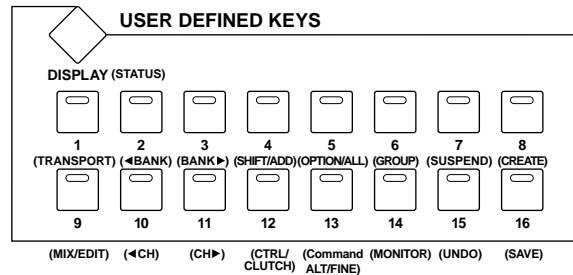 USER DEFINED KEYS
DISPLAY (STATUS)
1 2 3 4 5 6 7 8
(TRANSPORT) (◀BANK) (BANK▶) (SHIFT/ADD) (OPTION/ALL) (GROUP) (SUSPEND) (CREATE)
9 10 11 12 13 14 15 16
(MIX/EDIT) (◀CH) (CH▶) (CTRL/ (Command (MONITOR) (UNDO) (SAVE)
CLUTCH) ALT/FINE)